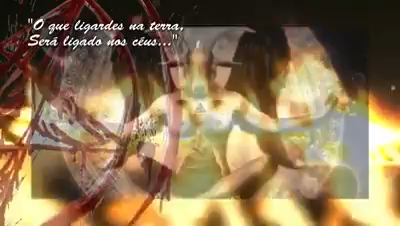 "O que ligardes na terra,
Será ligado nos céus..."